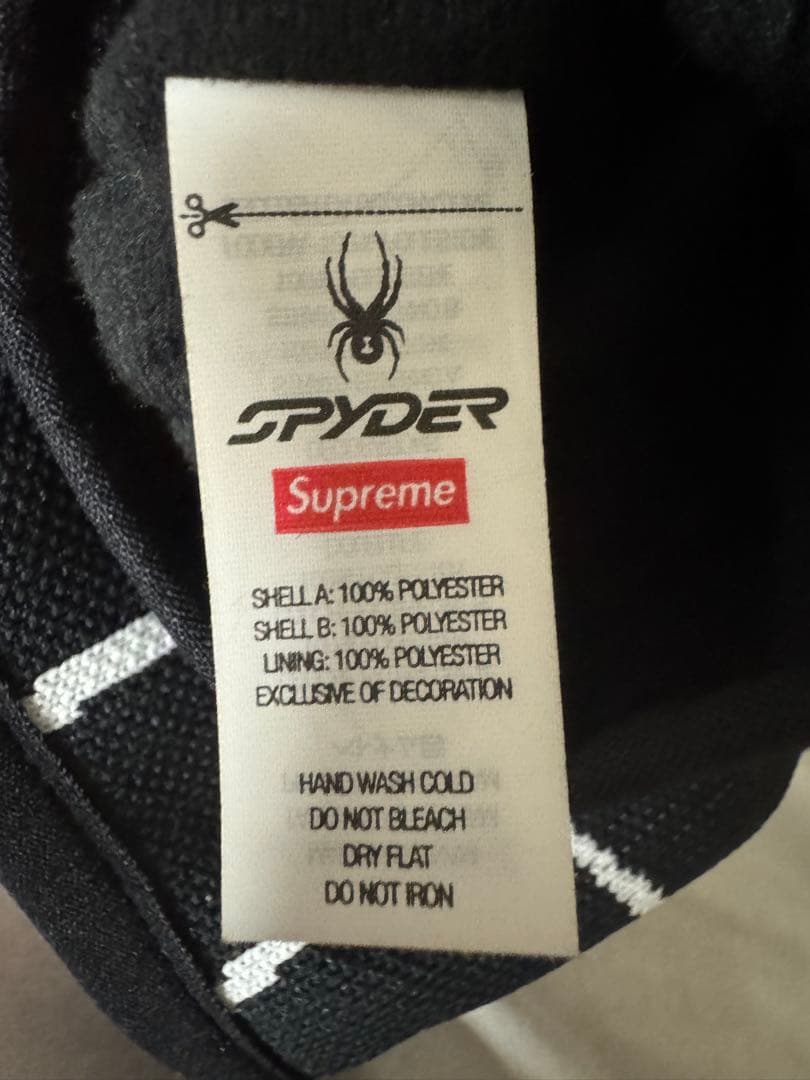 SPYDER
Supreme
SHELL A: 100% POLYESTER
SHELL B: 100% POLYESTER
LINING: 100% POLYESTER
EXCLUSIVE OF DECORATION
HAND WASH COLD
DO NOT BLEACH
DRY FLAT
DO NOT IRON